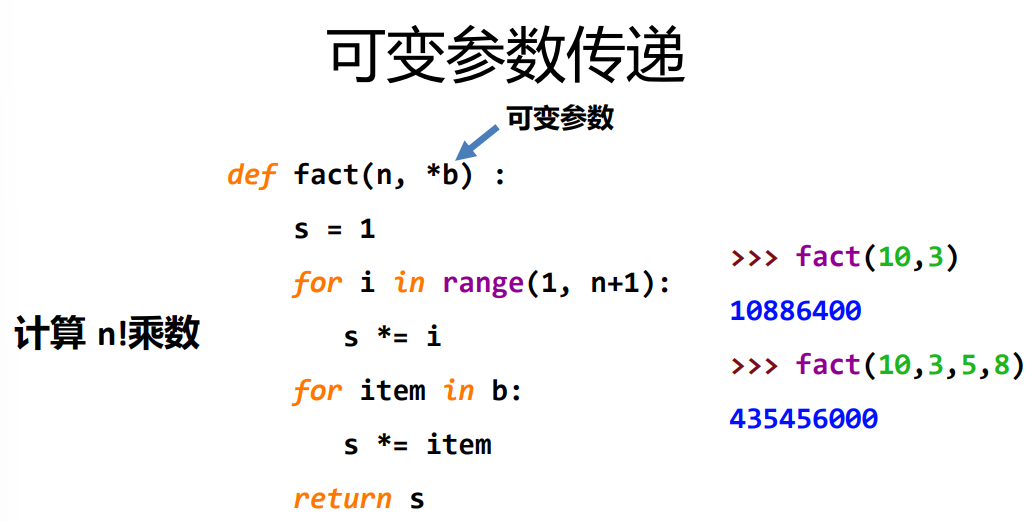 可变参数传递
可变参数
def fact(n, *b) :
s = 1
for i in range(1, n+1):
s *= i
for item in b:
s *= item
return s
计算 n!乘数
>>> fact(10,3)
10886400
>>> fact(10,3,5,8)
435456000